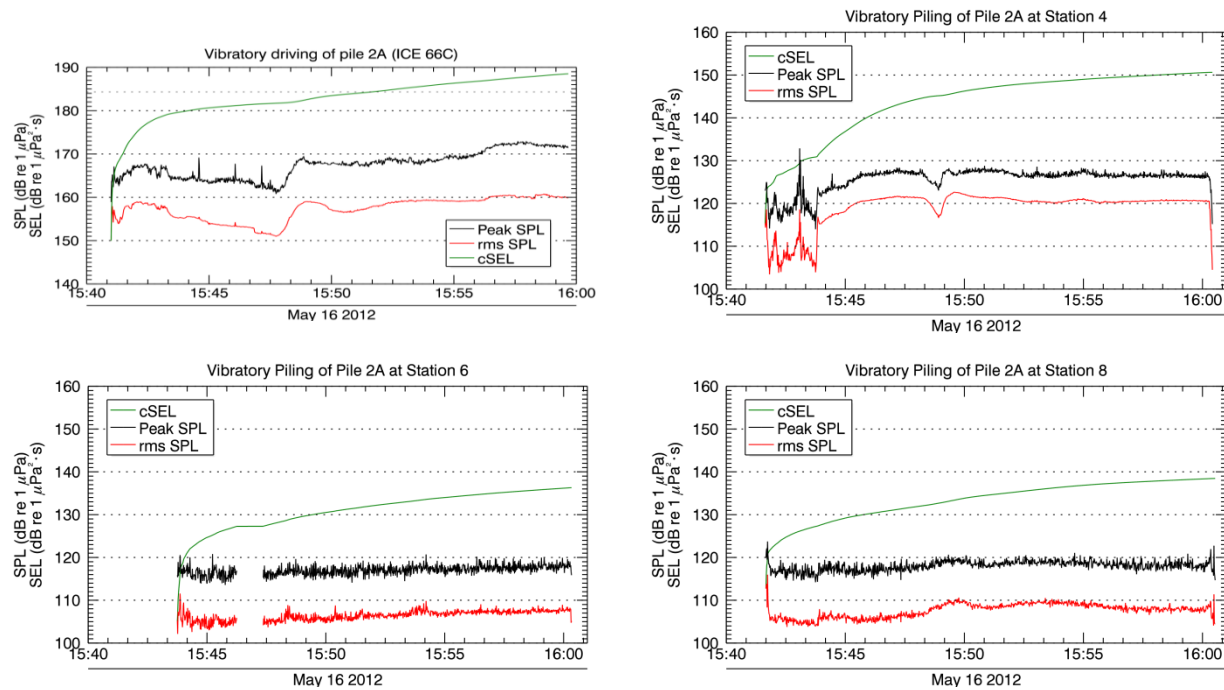 Vibratory driving of pile 2A (ICE 66C)
SPL (dB re 1 μPa)
SEL (dB re 1 μPa²·s)
190
180
170
160
150
140
Peak SPL
rms SPL
cSEL
15:40 15:45 15:50 15:55 16:00
May 16 2012
Vibratory Piling of Pile 2A at Station 4
SPL (dB re 1 μPa)
SEL (dB re 1 μPa²·s)
160
150
140
130
120
110
100
cSEL
Peak SPL
rms SPL
15:40 15:45 15:50 15:55 16:00
May 16 2012
Vibratory Piling of Pile 2A at Station 6
SPL (dB re 1 μPa)
SEL (dB re 1 μPa²·s)
160
150
140
130
120
110
100
cSEL
Peak SPL
rms SPL
15:40 15:45 15:50 15:55 16:00
May 16 2012
Vibratory Piling of Pile 2A at Station 8
SPL (dB re 1 μPa)
SEL (dB re 1 μPa²·s)
160
150
140
130
120
110
100
cSEL
Peak SPL
rms SPL
15:40 15:45 15:50 15:55 16:00
May 16 2012